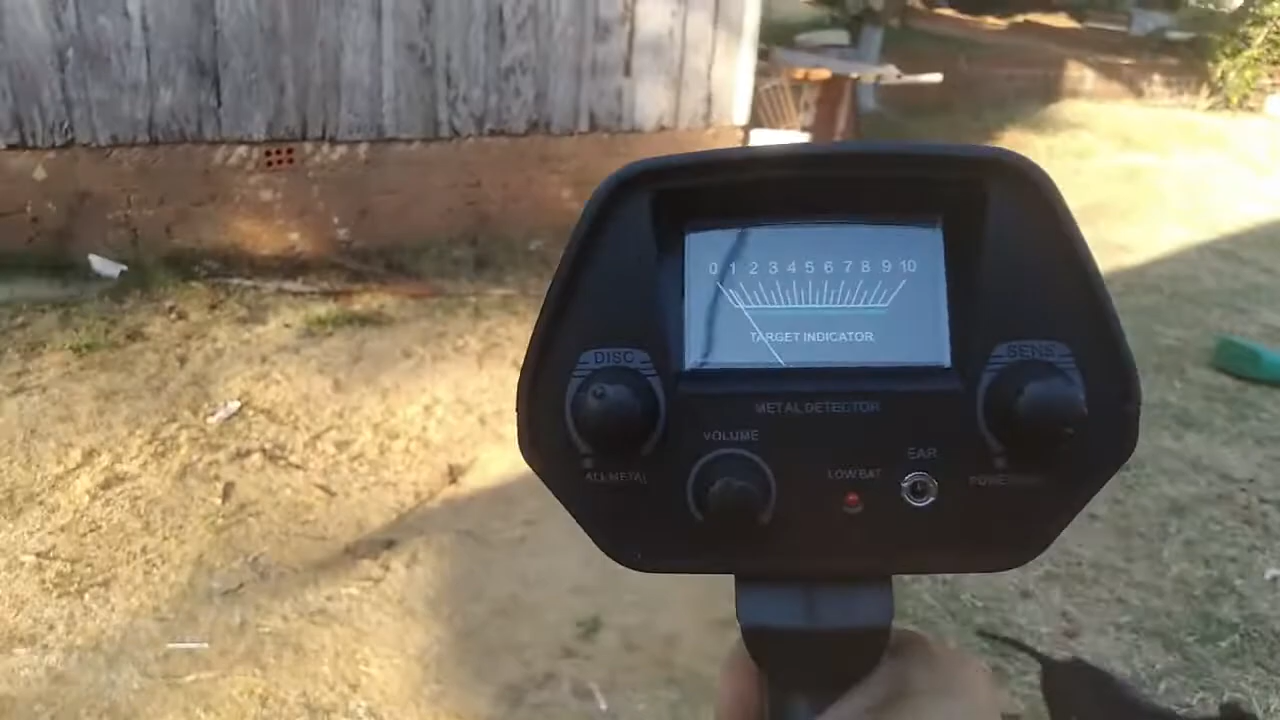 0 1 2 3 4 5 6 7 8 9 10
TARGET INDICATOR
DISC
SENS
METAL DETECTOR
VOLUME
EAR
ALL METAL
LOW BAT